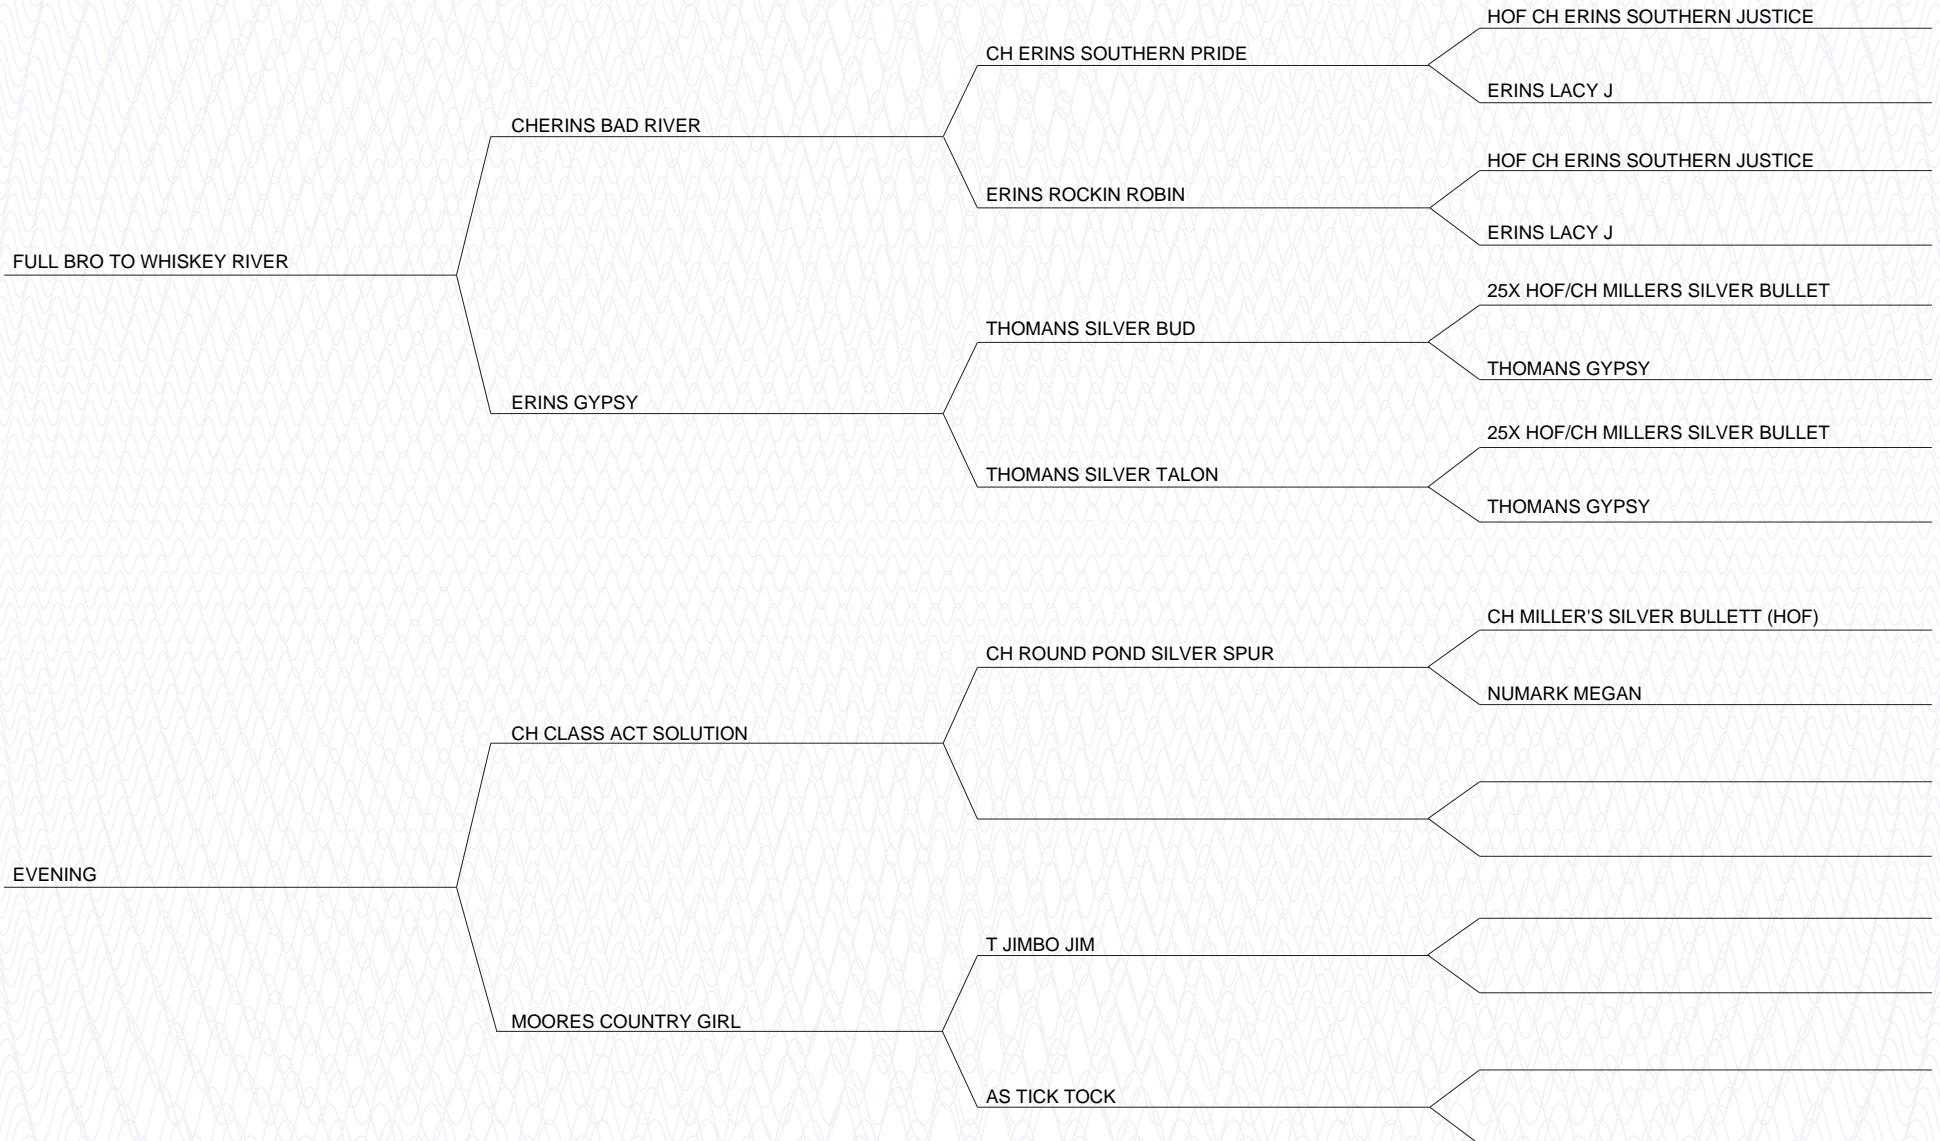 HOF CH ERINS SOUTHERN JUSTICE
CH ERINS SOUTHERN PRIDE
ERINS LACY J
CHERINS BAD RIVER
HOF CH ERINS SOUTHERN JUSTICE
ERINS ROCKIN ROBIN
ERINS LACY J
FULL BRO TO WHISKEY RIVER
25X HOF/CH MILLERS SILVER BULLET
THOMANS SILVER BUD
THOMANS GYPSY
ERINS GYPSY
25X HOF/CH MILLERS SILVER BULLET
THOMANS SILVER TALON
THOMANS GYPSY
CH MILLER'S SILVER BULLETT (HOF)
CH ROUND POND SILVER SPUR
NUMARK MEGAN
CH CLASS ACT SOLUTION
EVENING
T JIMBO JIM
MOORES COUNTRY GIRL
AS TICK TOCK